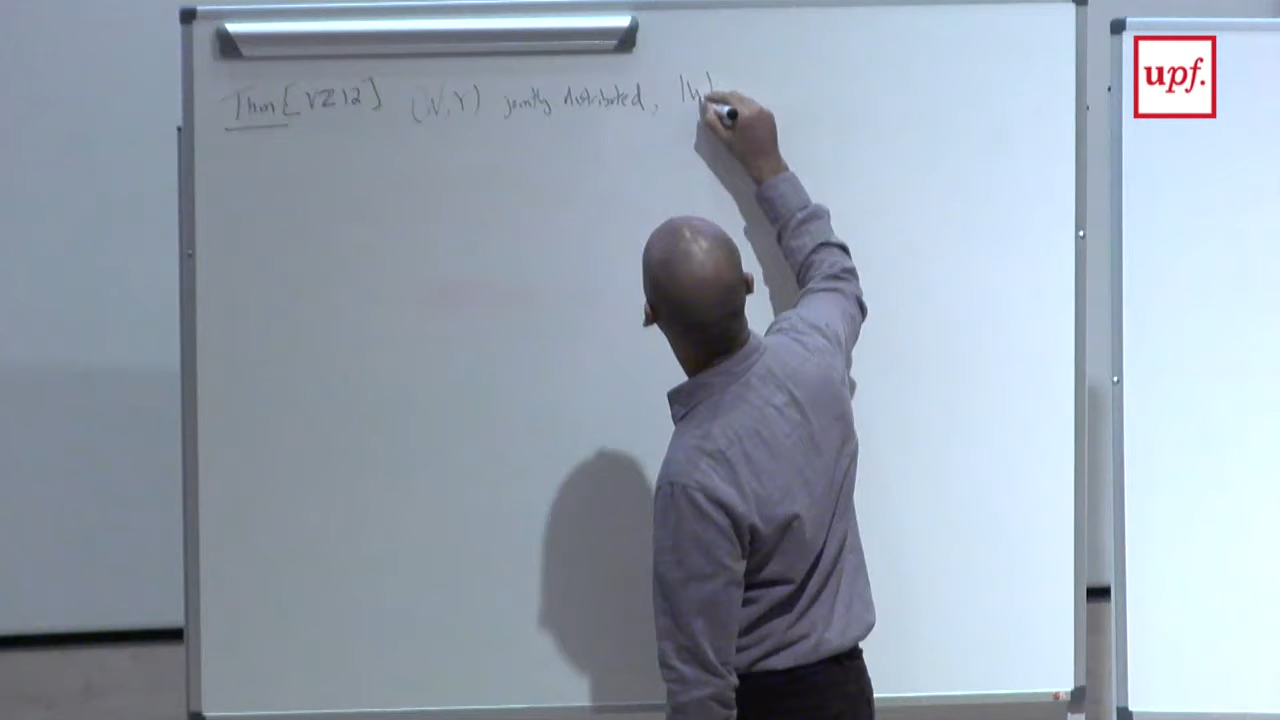 Thm [VZ12] (N,Y) jointly distributed, |Y|
upf.